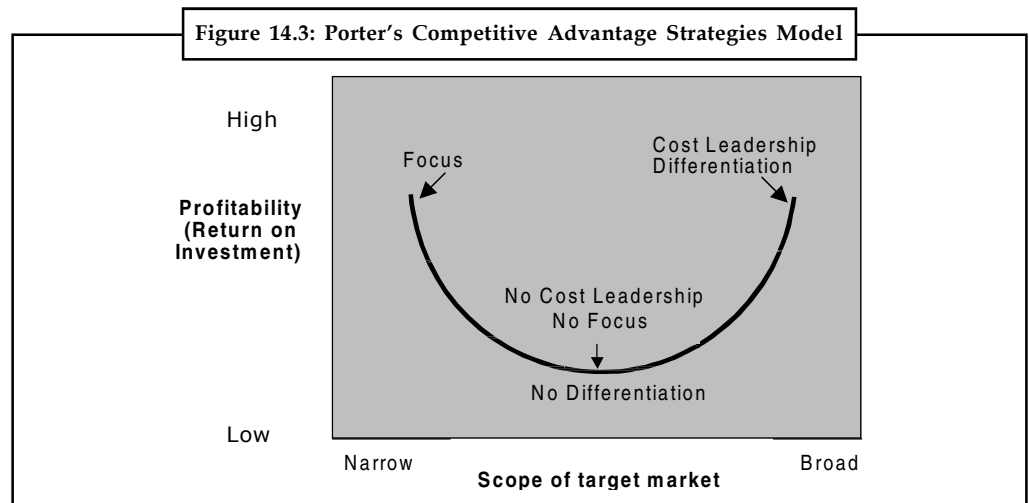 Figure 14.3: Porter's Competitive Advantage Strategies Model
High
Cost Leadership
Differentiation
Focus
Profitability
(Return on
Investment)
No Cost Leadership
No Focus
No Differentiation
Low
Narrow
Broad
Scope of target market